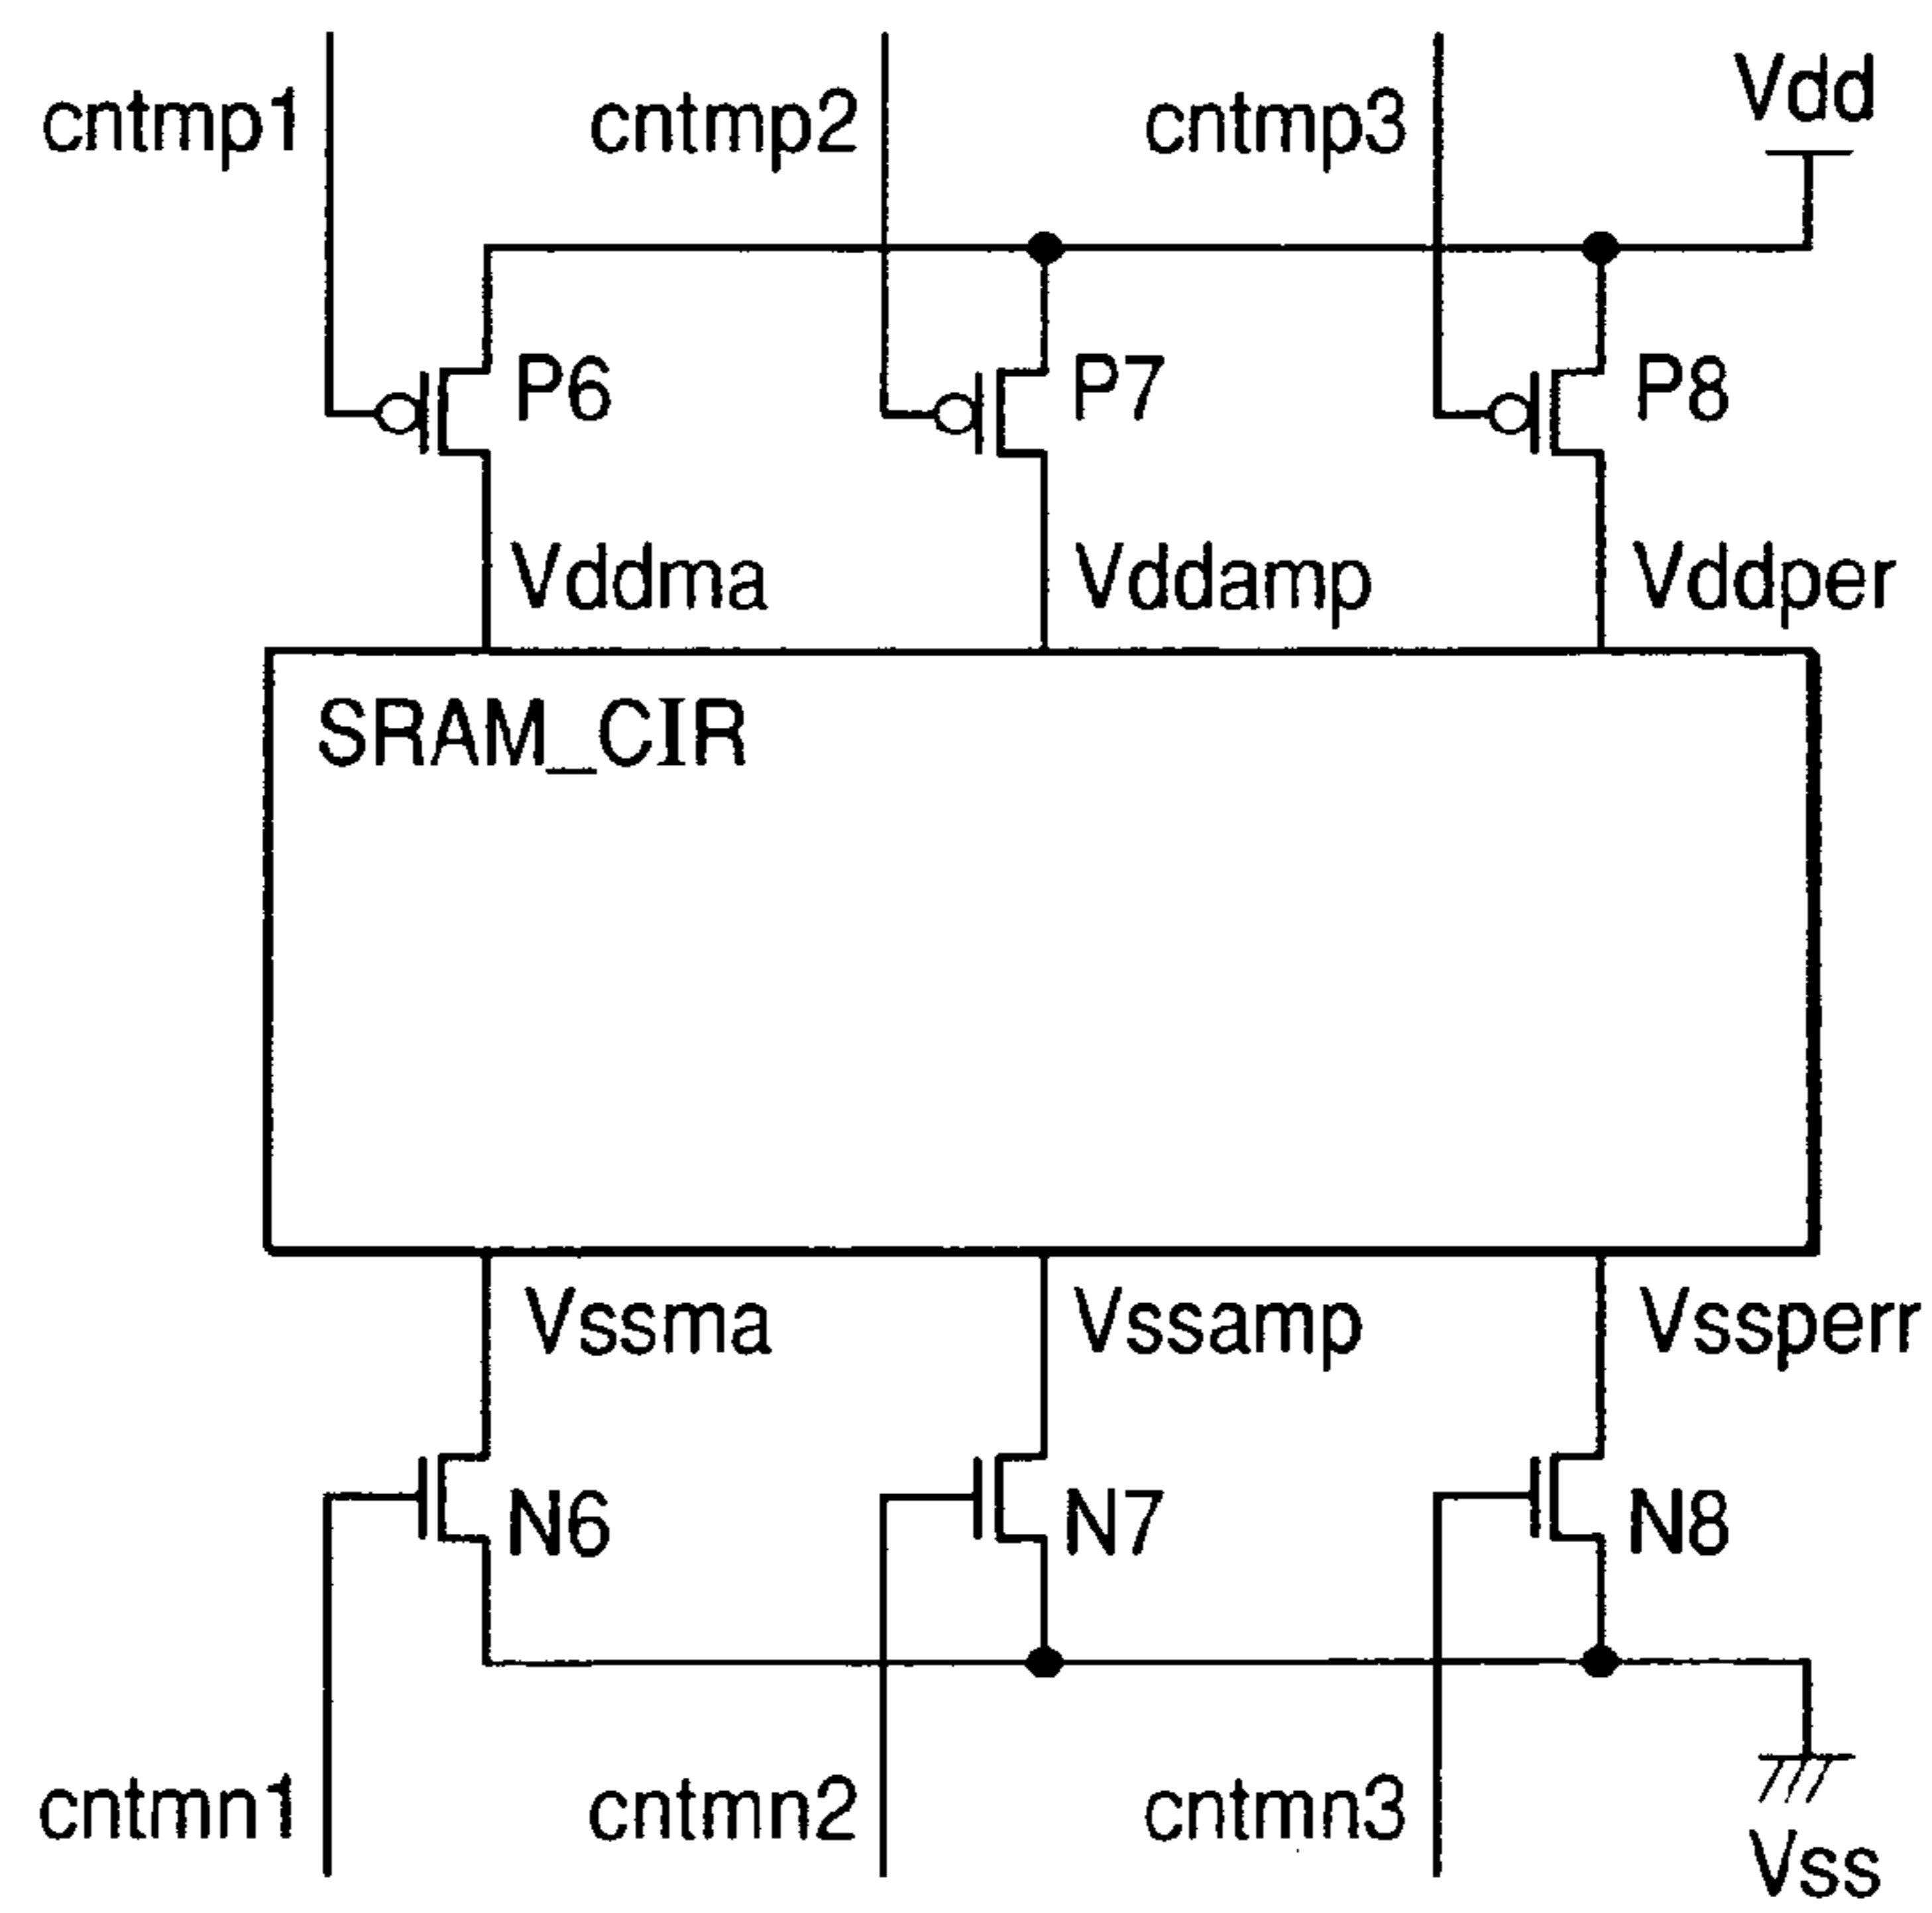 Vdd
cntmp1 cntmp2 cntmp3
P6 P7 P8
Vddma Vddamp Vddper
SRAM_CIR
Vssma Vssamp Vssperr
N6 N7 N8
cntmn1 cntmn2 cntmn3
Vss